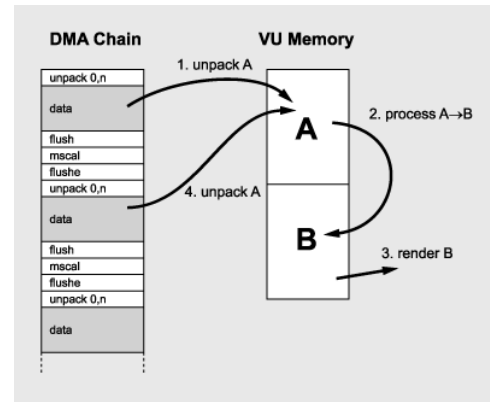 DMA Chain
VU Memory
unpack 0,n
data
flush
mscal
flushe
unpack 0,n
data
flush
mscal
flushe
unpack 0,n
data
1. unpack A
A
2. process A→B
4. unpack A
B
3. render B